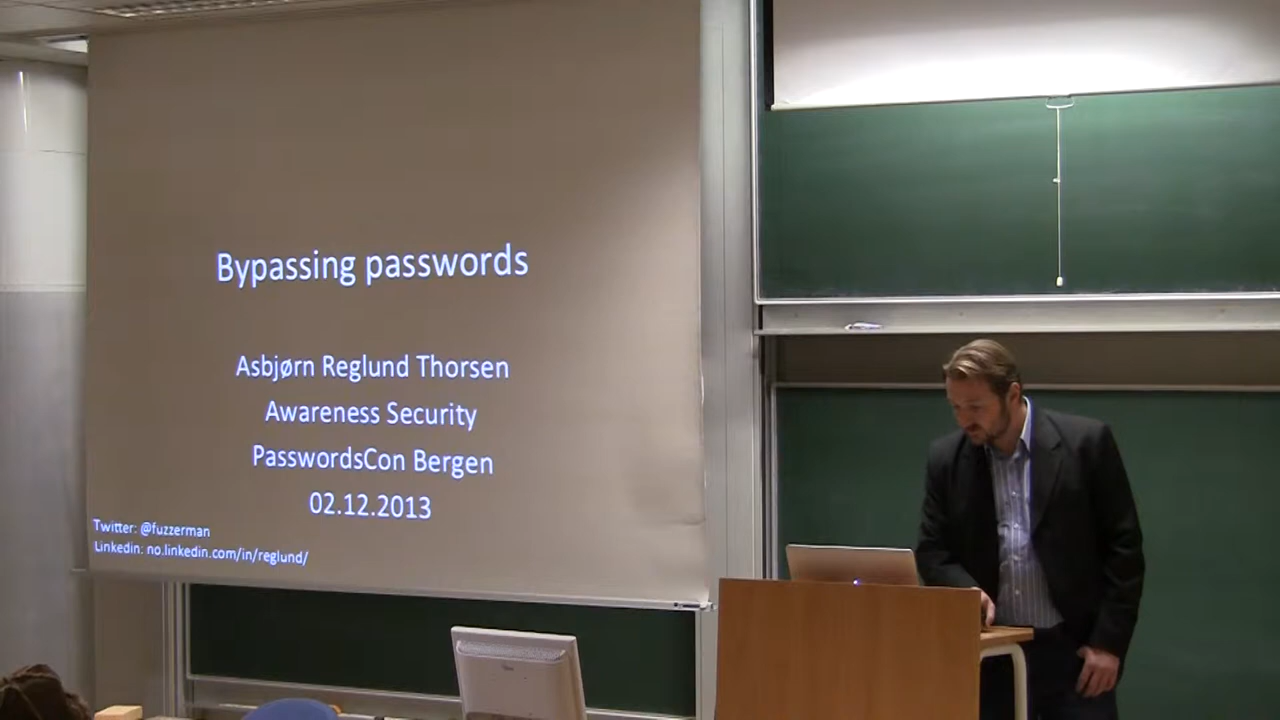 Bypassing passwords
Asbjørn Reglund Thorsen
Awareness Security
PasswordsCon Bergen
02.12.2013
Twitter: @fuzzerman
Linkedin: no.linkedin.com/in/reglund/